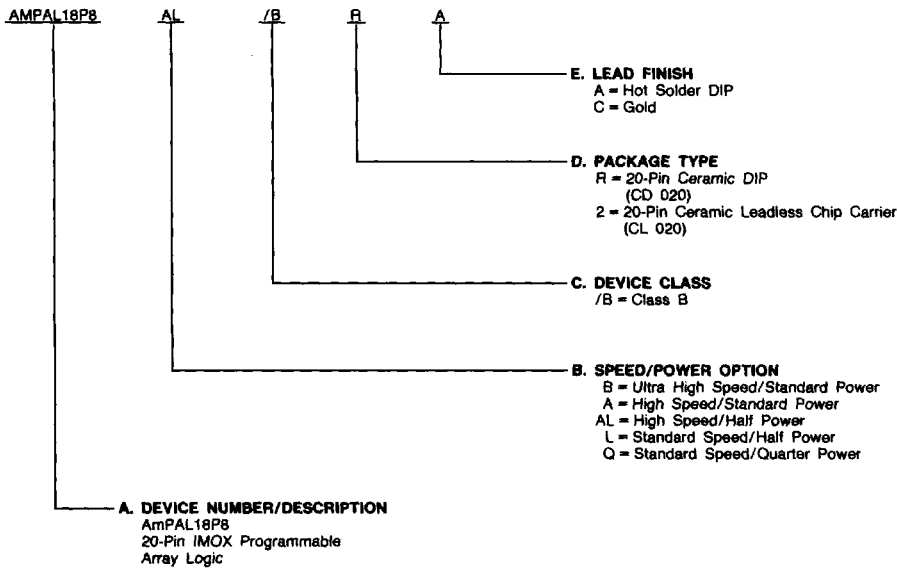 AMPAL18P8 AL /B R A
E. LEAD FINISH
A = Hot Solder DIP
C = Gold
D. PACKAGE TYPE
R = 20-Pin Ceramic DIP
(CD 020)
2 = 20-Pin Ceramic Leadless Chip Carrier
(CL 020)
C. DEVICE CLASS
/B = Class B
B. SPEED/POWER OPTION
B = Ultra High Speed/Standard Power
A = High Speed/Standard Power
AL = High Speed/Half Power
L = Standard Speed/Half Power
Q = Standard Speed/Quarter Power
A. DEVICE NUMBER/DESCRIPTION
AmPAL18P8
20-Pin IMOX Programmable
Array Logic